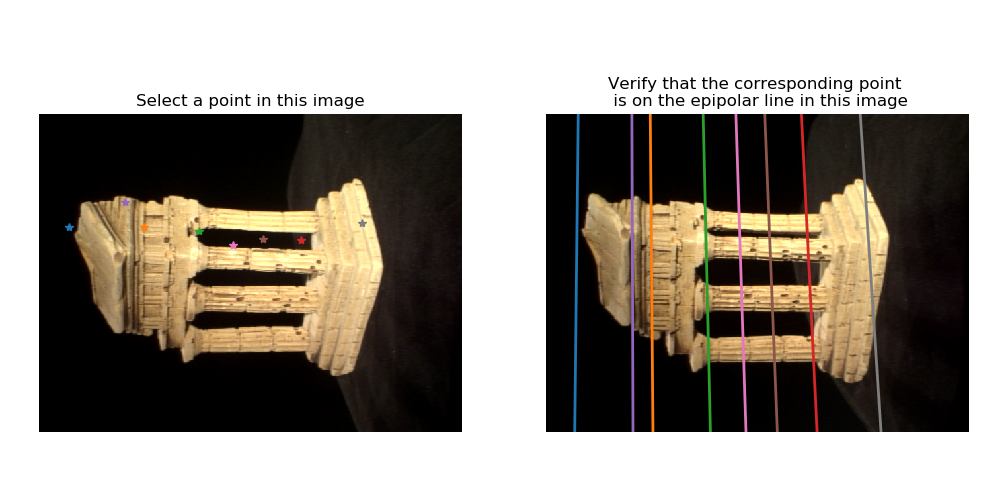 Select a point in this image
Verify that the corresponding point
is on the epipolar line in this image